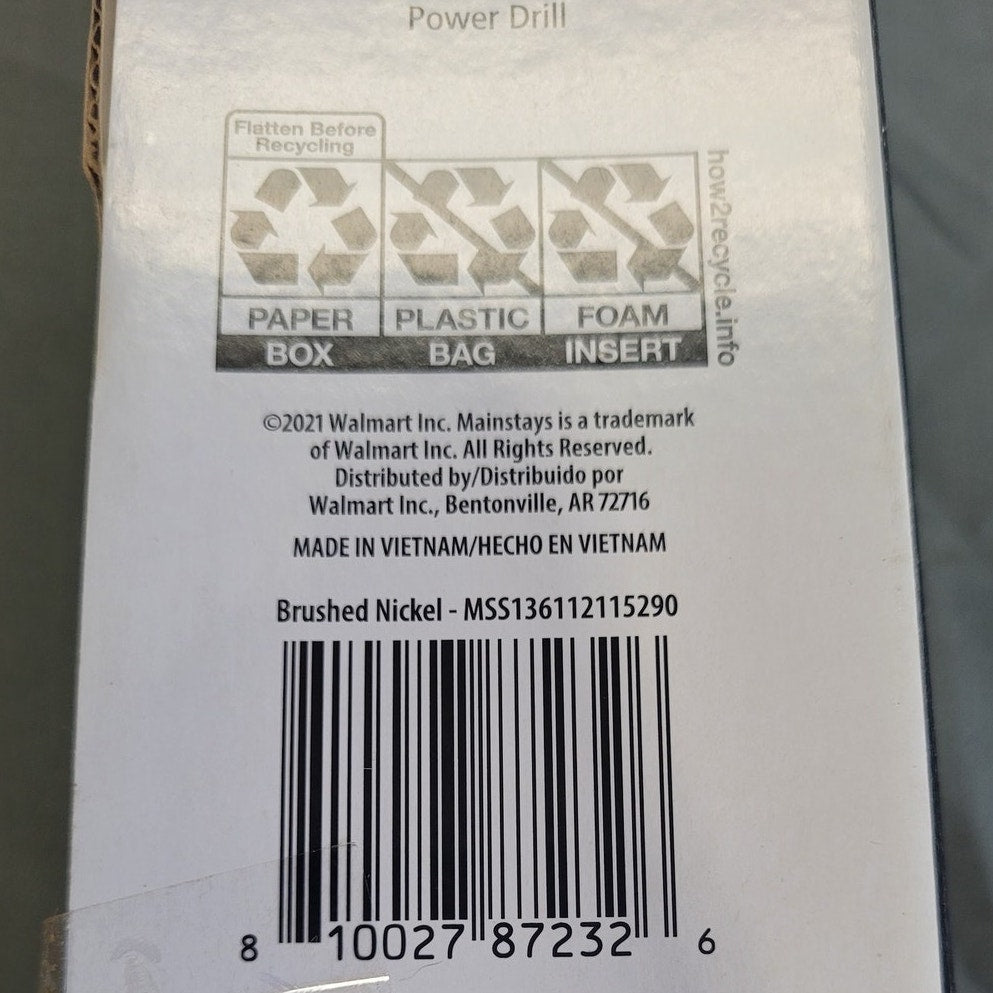 Power Drill
Flatten Before
Recycling
PAPER PLASTIC FOAM
BOX BAG INSERT
how2recycle.info
©2021 Walmart Inc. Mainstays is a trademark
of Walmart Inc. All Rights Reserved.
Distributed by/Distribuido por
Walmart Inc., Bentonville, AR 72716
MADE IN VIETNAM/HECHO EN VIETNAM
Brushed Nickel - MSS136112115290
8 10027 87232 6